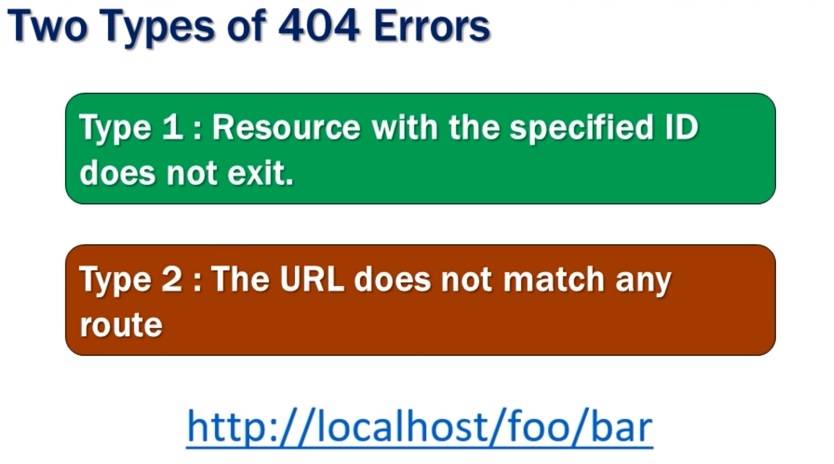 Two Types of 404 Errors
Type 1 : Resource with the specified ID
does not exit.
Type 2 : The URL does not match any
route
http://localhost/foo/bar